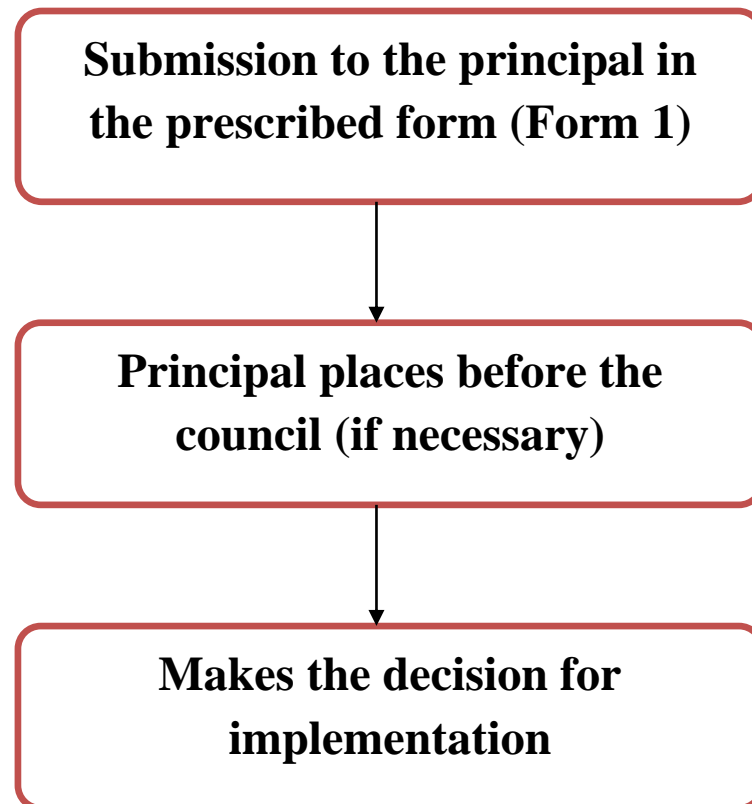 Submission to the principal in
the prescribed form (Form 1)
Principal places before the
council (if necessary)
Makes the decision for
implementation